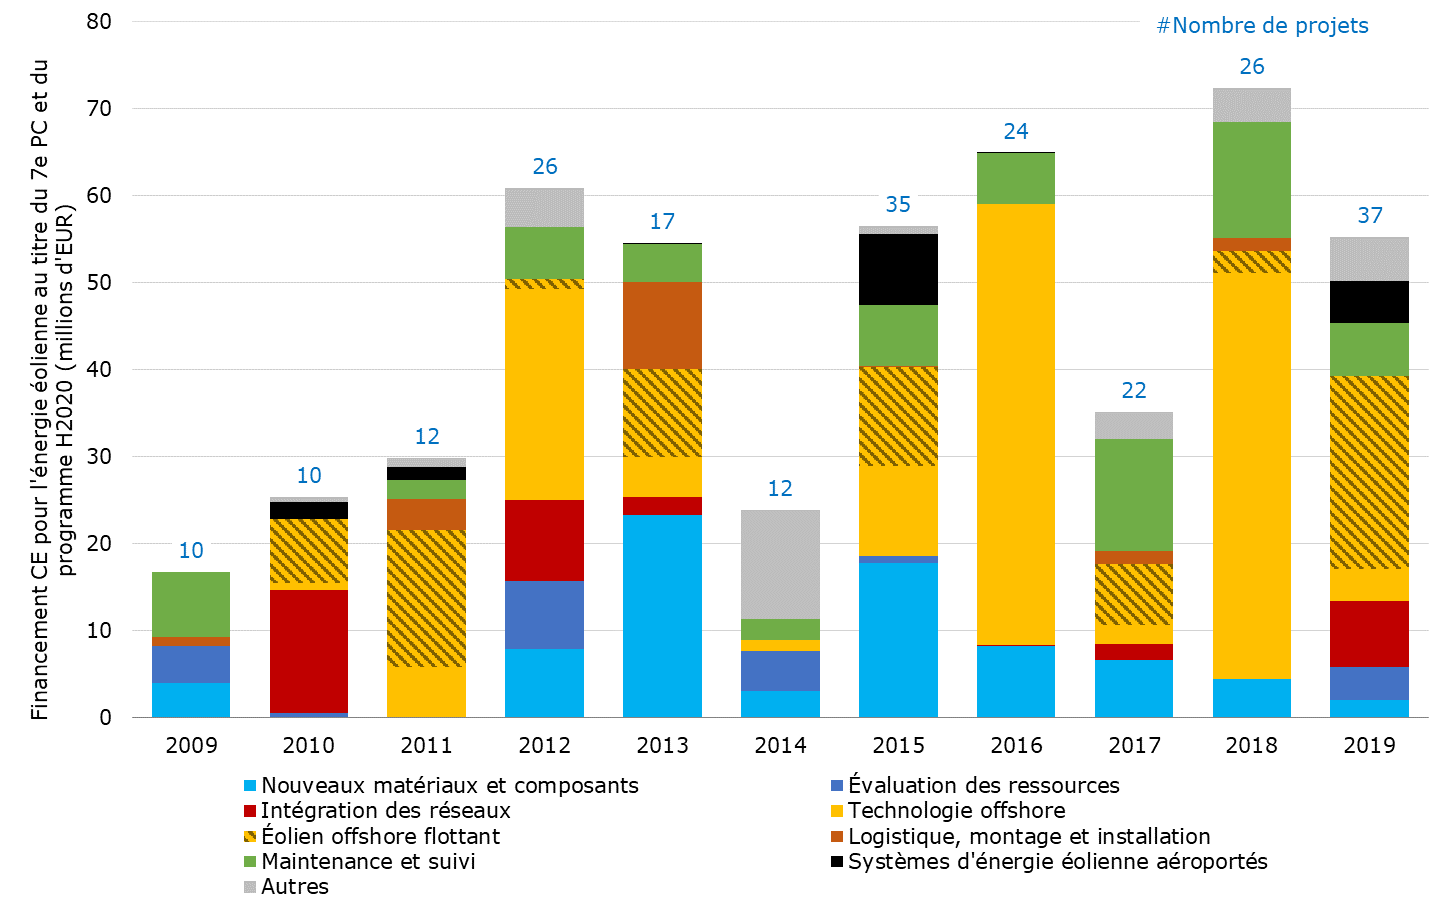 #Nombre de projets
Financement CE pour l'énergie éolienne au titre du 7e PC et du
programme H2020 (millions d'EUR)
80
70
60
50
40
30
20
10
0
10
10
12
26
17
12
35
24
22
26
37
2009
2010
2011
2012
2013
2014
2015
2016
2017
2018
2019
Nouveaux matériaux et composants
Évaluation des ressources
Intégration des réseaux
Technologie offshore
Éolien offshore flottant
Logistique, montage et installation
Maintenance et suivi
Systèmes d'énergie éolienne aéroportés
Autres